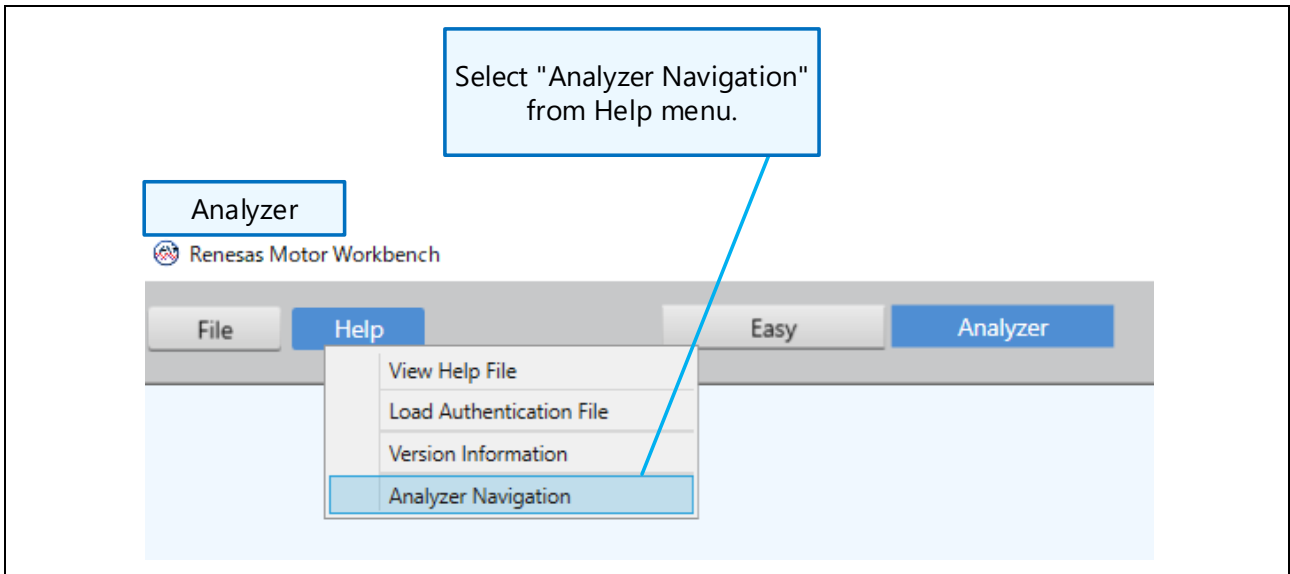 Select "Analyzer Navigation"
from Help menu.
Analyzer
Renesas Motor Workbench
File
Help
Easy
Analyzer
View Help File
Load Authentication File
Version Information
Analyzer Navigation